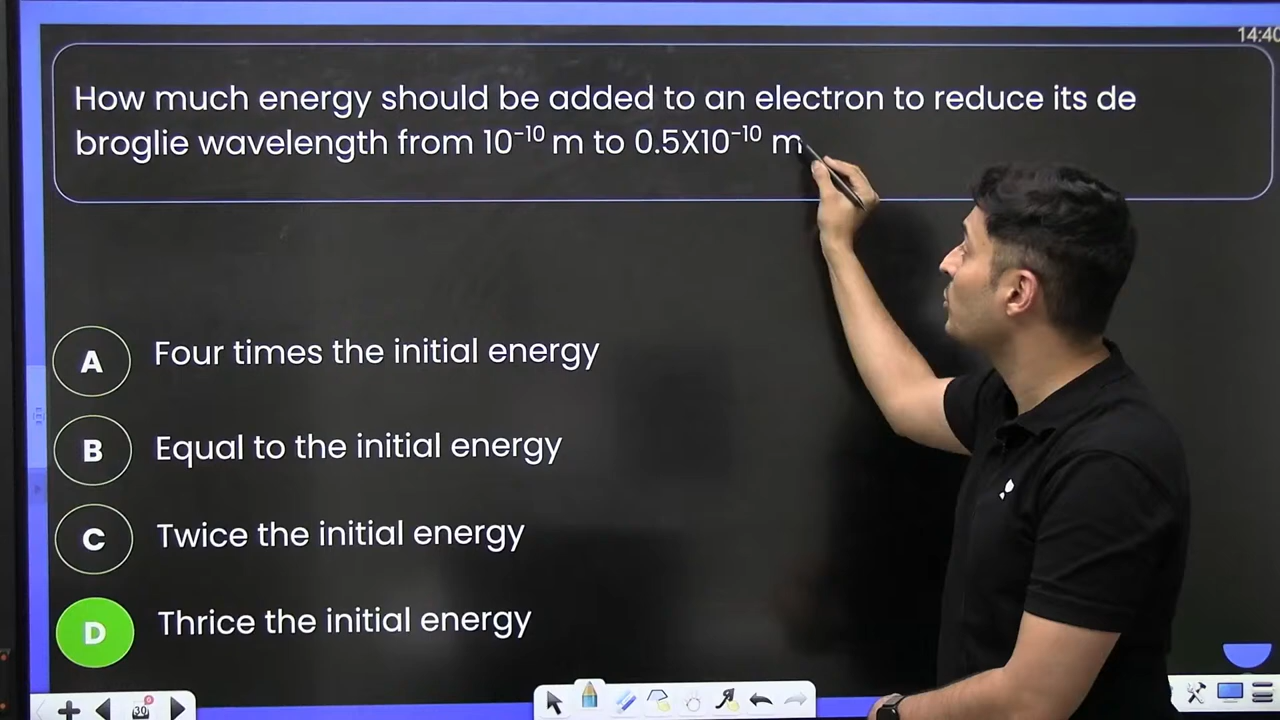 14:40
How much energy should be added to an electron to reduce its de
broglie wavelength from 10⁻¹⁰ m to 0.5X10⁻¹⁰ m
A Four times the initial energy
B Equal to the initial energy
C Twice the initial energy
D Thrice the initial energy
30